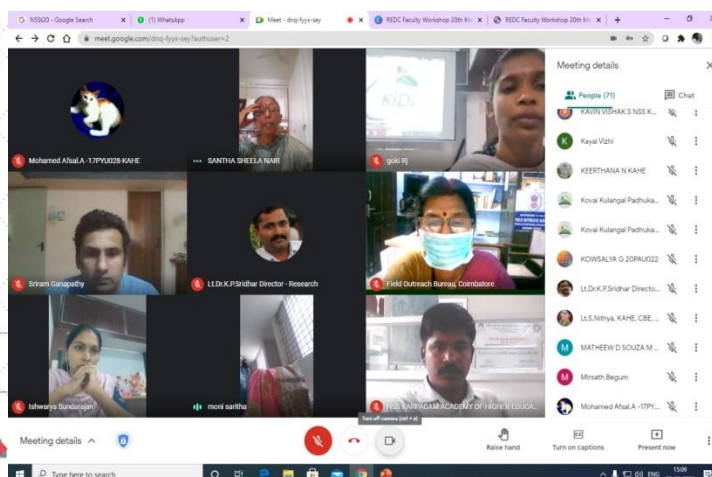 NSSt20 - Google Search
(1) WhatsApp
Meet - dnq-fyyx-sey
REDC Faculty Workshop 20th
REDC Faculty Workshop 20th
meet.google.com/dnq-fyyx-sey?authuser=2
Mohamed Afsal.A -17PYU028-KAHE
SANTHA SHEELA NAIR
KiDi
goki Rj
Sriram Ganapathy
Lt.Dr.K.P.Sridhar Director - Research
Field Outreach Bureau, Coimbatore
Ishwarya Sundarajan
moni saritha
NSS KARPAGAM ACADEMY OF HIGHER EDUCA...
Turn off camera (ctrl + e)
Meeting details
People (71)
Chat
KAVIN VISHAK.S NSS K...
K
Kayal Vizhi
KEERTHANA N KAHE
Kovai Kulangal Padhuka...
Kovai Kulangal Padhuka...
KOWSALYA G 20PAU022
Lt.Dr.K.P.Sridhar Directo...
Lt.S.Nithya, KAHE, CBE, ...
M
MATHEEW D SOUZA M ...
M
Mirsath Begum
Mohamed Afsal.A -17PY...
Meeting details
Raise hand
Turn on captions
Present now
Type here to search
ENG
1509